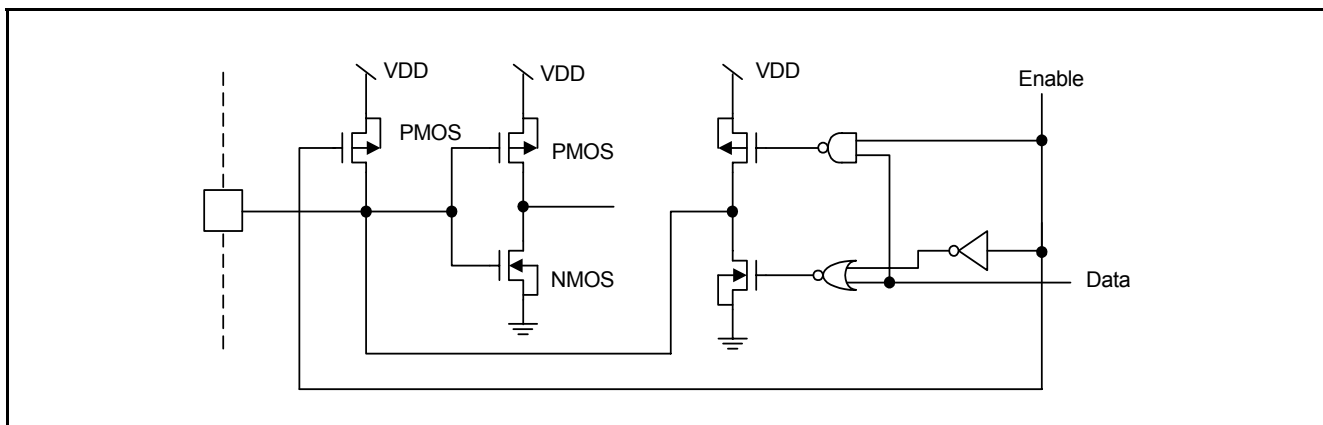 VDD
VDD
VDD
Enable
PMOS
PMOS
NMOS
Data